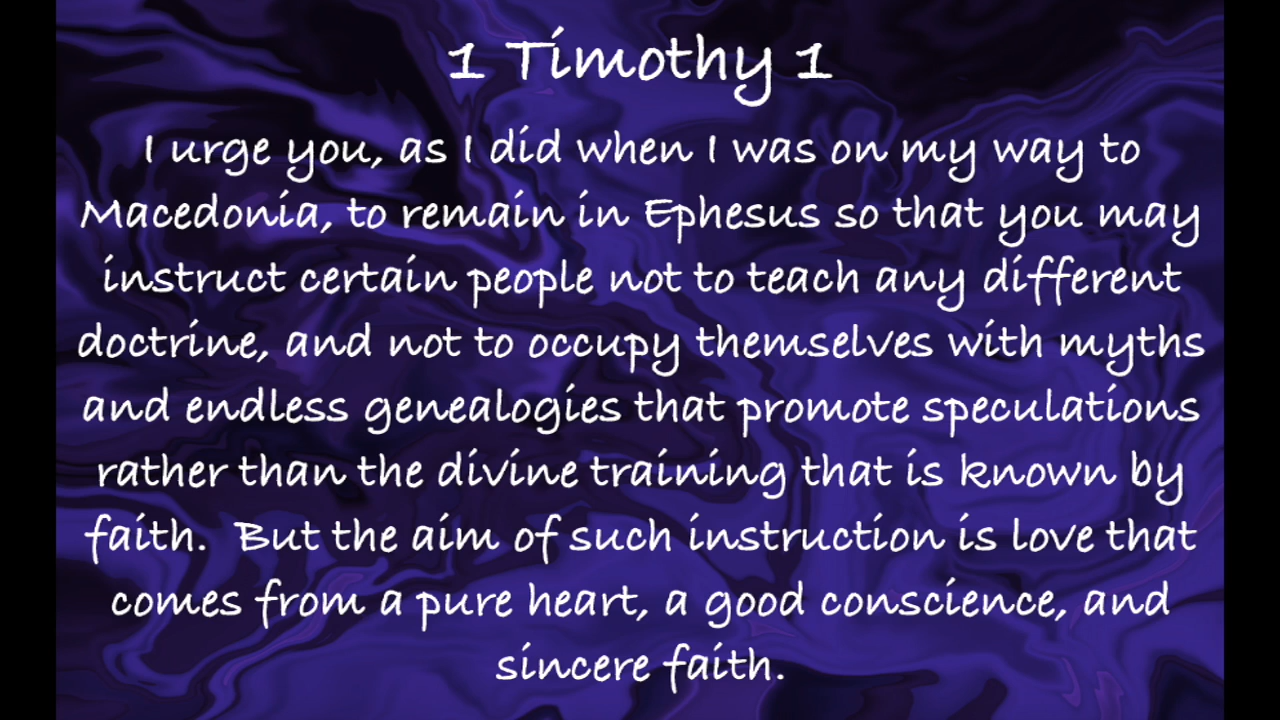 1 Timothy 1
I urge you, as I did when I was on my way to
Macedonia, to remain in Ephesus so that you may
instruct certain people not to teach any different
doctrine, and not to occupy themselves with myths
and endless genealogies that promote speculations
rather than the divine training that is known by
faith.  But the aim of such instruction is love that
comes from a pure heart, a good conscience, and
sincere faith.